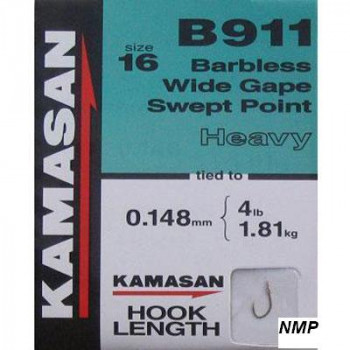 KAMASAN
size
16
B911
Barbless
Wide Gape
Swept Point
Heavy
tied to
0.148mm { 4lb
1.81kg
KAMASAN
HOOK
LENGTH
NMP